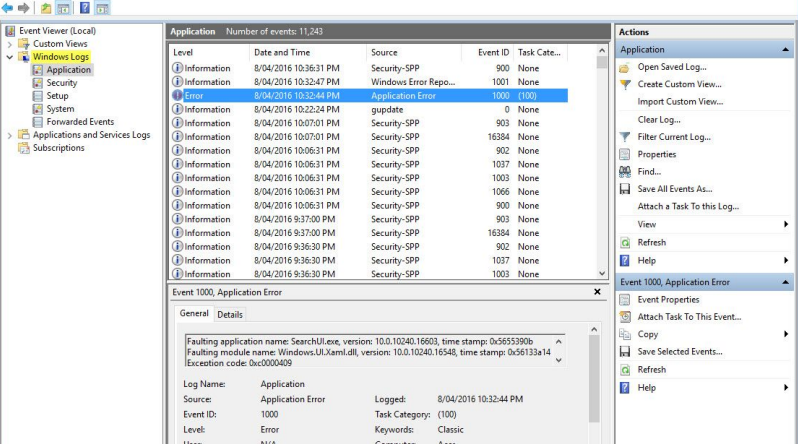 Event Viewer (Local)
Custom Views
Windows Logs
Application
Security
Setup
System
Forwarded Events
Applications and Services Logs
Subscriptions
Application Number of events: 11,243
Level Date and Time Source Event ID Task Cate...
Information 8/04/2016 10:36:31 PM Security-SPP 900 None
Information 8/04/2016 10:32:47 PM Windows Error Repo... 1001 None
Error 8/04/2016 10:32:44 PM Application Error 1000 (100)
Information 8/04/2016 10:22:24 PM gupdate 0 None
Information 8/04/2016 10:07:01 PM Security-SPP 903 None
Information 8/04/2016 10:07:01 PM Security-SPP 16384 None
Information 8/04/2016 10:06:31 PM Security-SPP 902 None
Information 8/04/2016 10:06:31 PM Security-SPP 1037 None
Information 8/04/2016 10:06:31 PM Security-SPP 1003 None
Information 8/04/2016 10:06:31 PM Security-SPP 1066 None
Information 8/04/2016 10:06:31 PM Security-SPP 900 None
Information 8/04/2016 9:37:00 PM Security-SPP 903 None
Information 8/04/2016 9:37:00 PM Security-SPP 16384 None
Information 8/04/2016 9:36:30 PM Security-SPP 902 None
Information 8/04/2016 9:36:30 PM Security-SPP 1037 None
Information 8/04/2016 9:36:30 PM Security-SPP 1003 None
Event 1000, Application Error
General Details
Faulting application name: SearchUI.exe, version: 10.0.10240.16603, time stamp: 0x5655390b
Faulting module name: Windows.UI.Xaml.dll, version: 10.0.10240.16548, time stamp: 0x56133a14
Exception code: 0xc0000409
Log Name: Application
Source: Application Error Logged: 8/04/2016 10:32:44 PM
Event ID: 1000 Task Category: (100)
Level: Error Keywords: Classic
Actions
Application
Open Saved Log...
Create Custom View...
Import Custom View...
Clear Log...
Filter Current Log...
Properties
Find...
Save All Events As...
Attach a Task To this Log...
View
Refresh
Help
Event 1000, Application Error
Event Properties
Attach Task To This Event...
Copy
Save Selected Events...
Refresh
Help